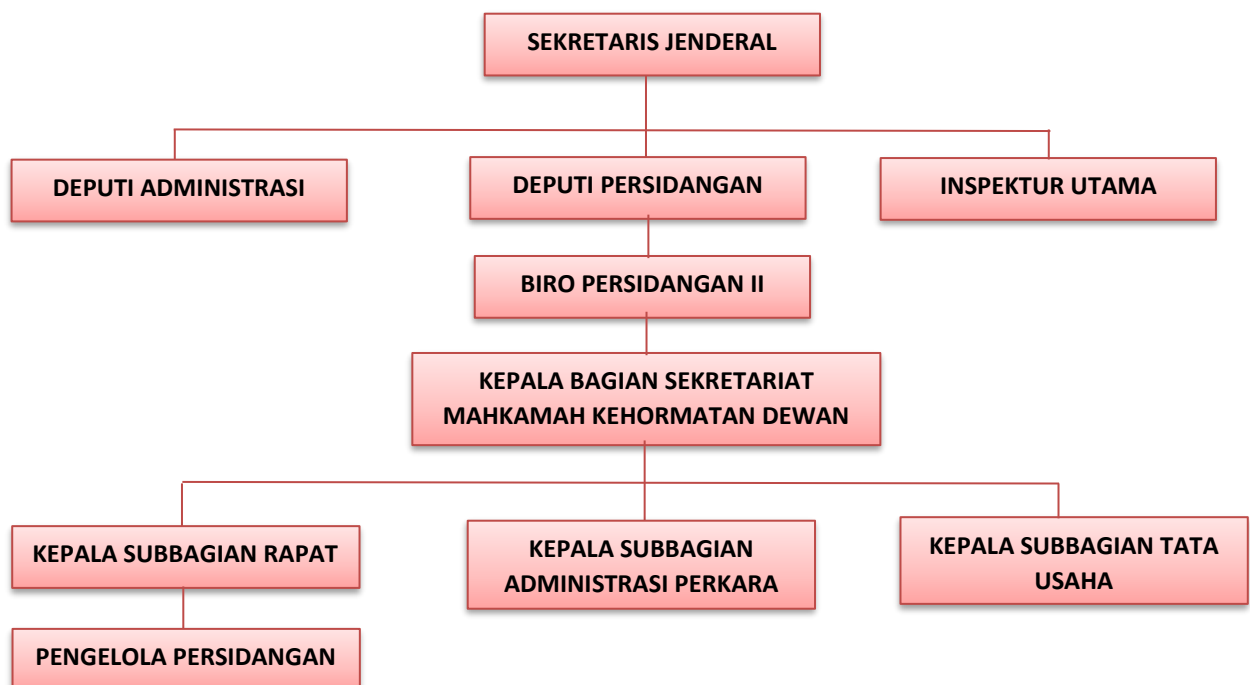 SEKRETARIS JENDERAL
DEPUTI ADMINISTRASI
DEPUTI PERSIDANGAN
INSPEKTUR UTAMA
BIRO PERSIDANGAN II
KEPALA BAGIAN SEKRETARIAT
MAHKAMAH KEHORMATAN DEWAN
KEPALA SUBBAGIAN RAPAT
KEPALA SUBBAGIAN
ADMINISTRASI PERKARA
KEPALA SUBBAGIAN TATA
USAHA
PENGELOLA PERSIDANGAN